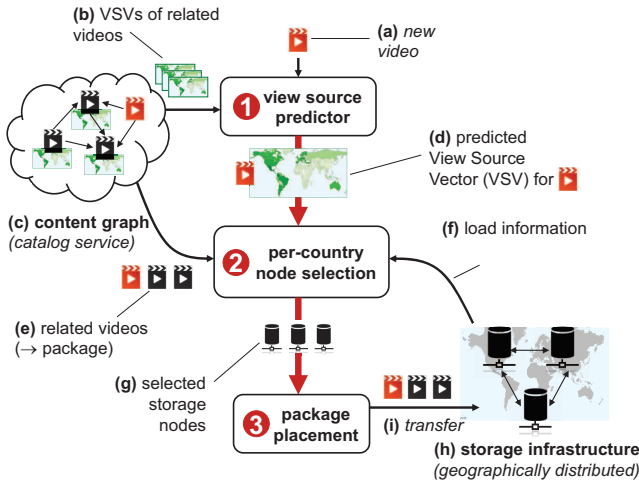 (b) VSVs of related
videos
(a) new
video
1 view source
predictor
(d) predicted
View Source
Vector (VSV) for
(c) content graph
(catalog service)
(f) load information
2 per-country
node selection
(e) related videos
(→ package)
(g) selected
storage
nodes
3 package
placement
(i) transfer
(h) storage infrastructure
(geographically distributed)